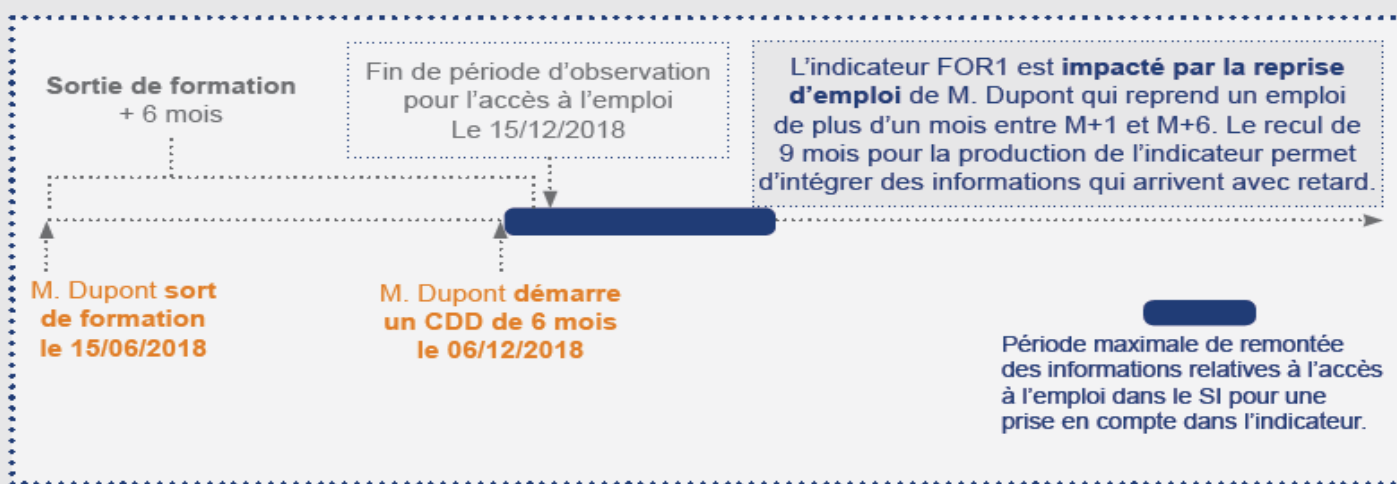 Sortie de formation
+ 6 mois
Fin de période d’observation
pour l’accès à l’emploi
Le 15/12/2018
L’indicateur FOR1 est impacté par la reprise
d’emploi de M. Dupont qui reprend un emploi
de plus d’un mois entre M+1 et M+6. Le recul de
9 mois pour la production de l’indicateur permet
d’intégrer des informations qui arrivent avec retard.
M. Dupont sort
de formation
le 15/06/2018
M. Dupont démarre
un CDD de 6 mois
le 06/12/2018
Période maximale de remontée
des informations relatives à l’accès
à l’emploi dans le SI pour une
prise en compte dans l’indicateur.